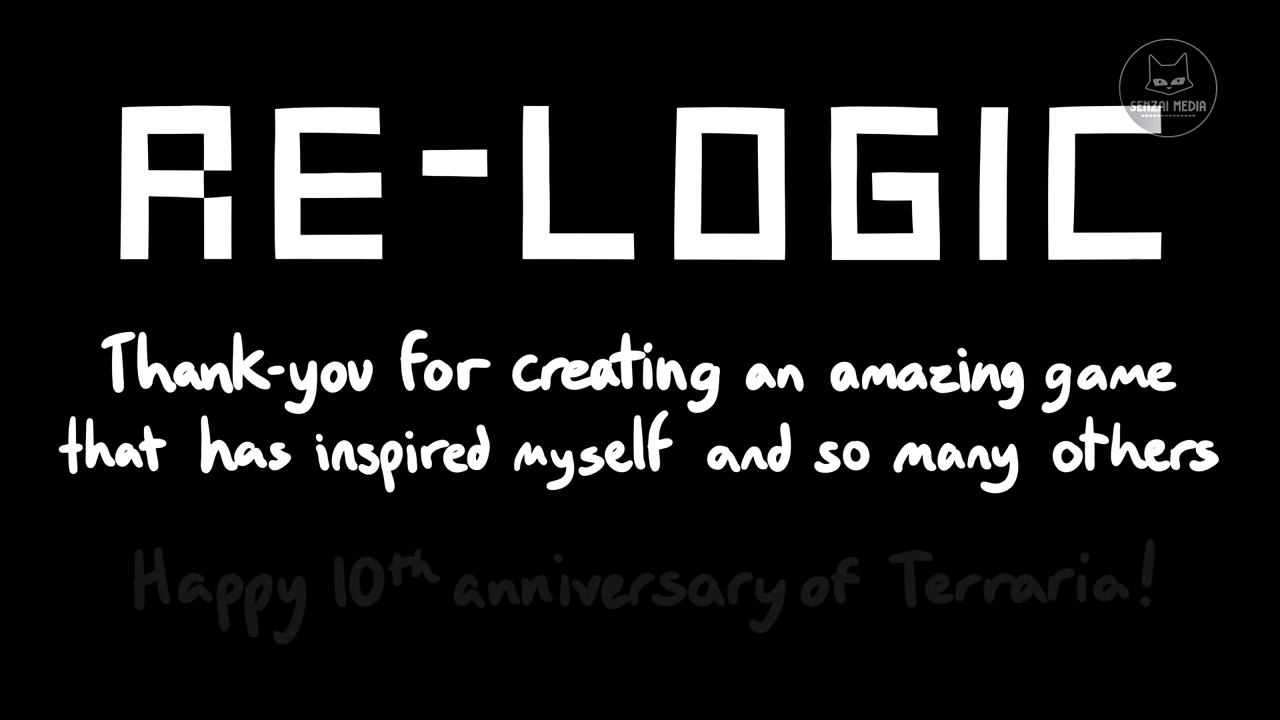 SENZAI MEDIA
RE-LOGIC
Thank-you for creating an amazing game
that has inspired myself and so many others
Happy 10th anniversary of Terraria!